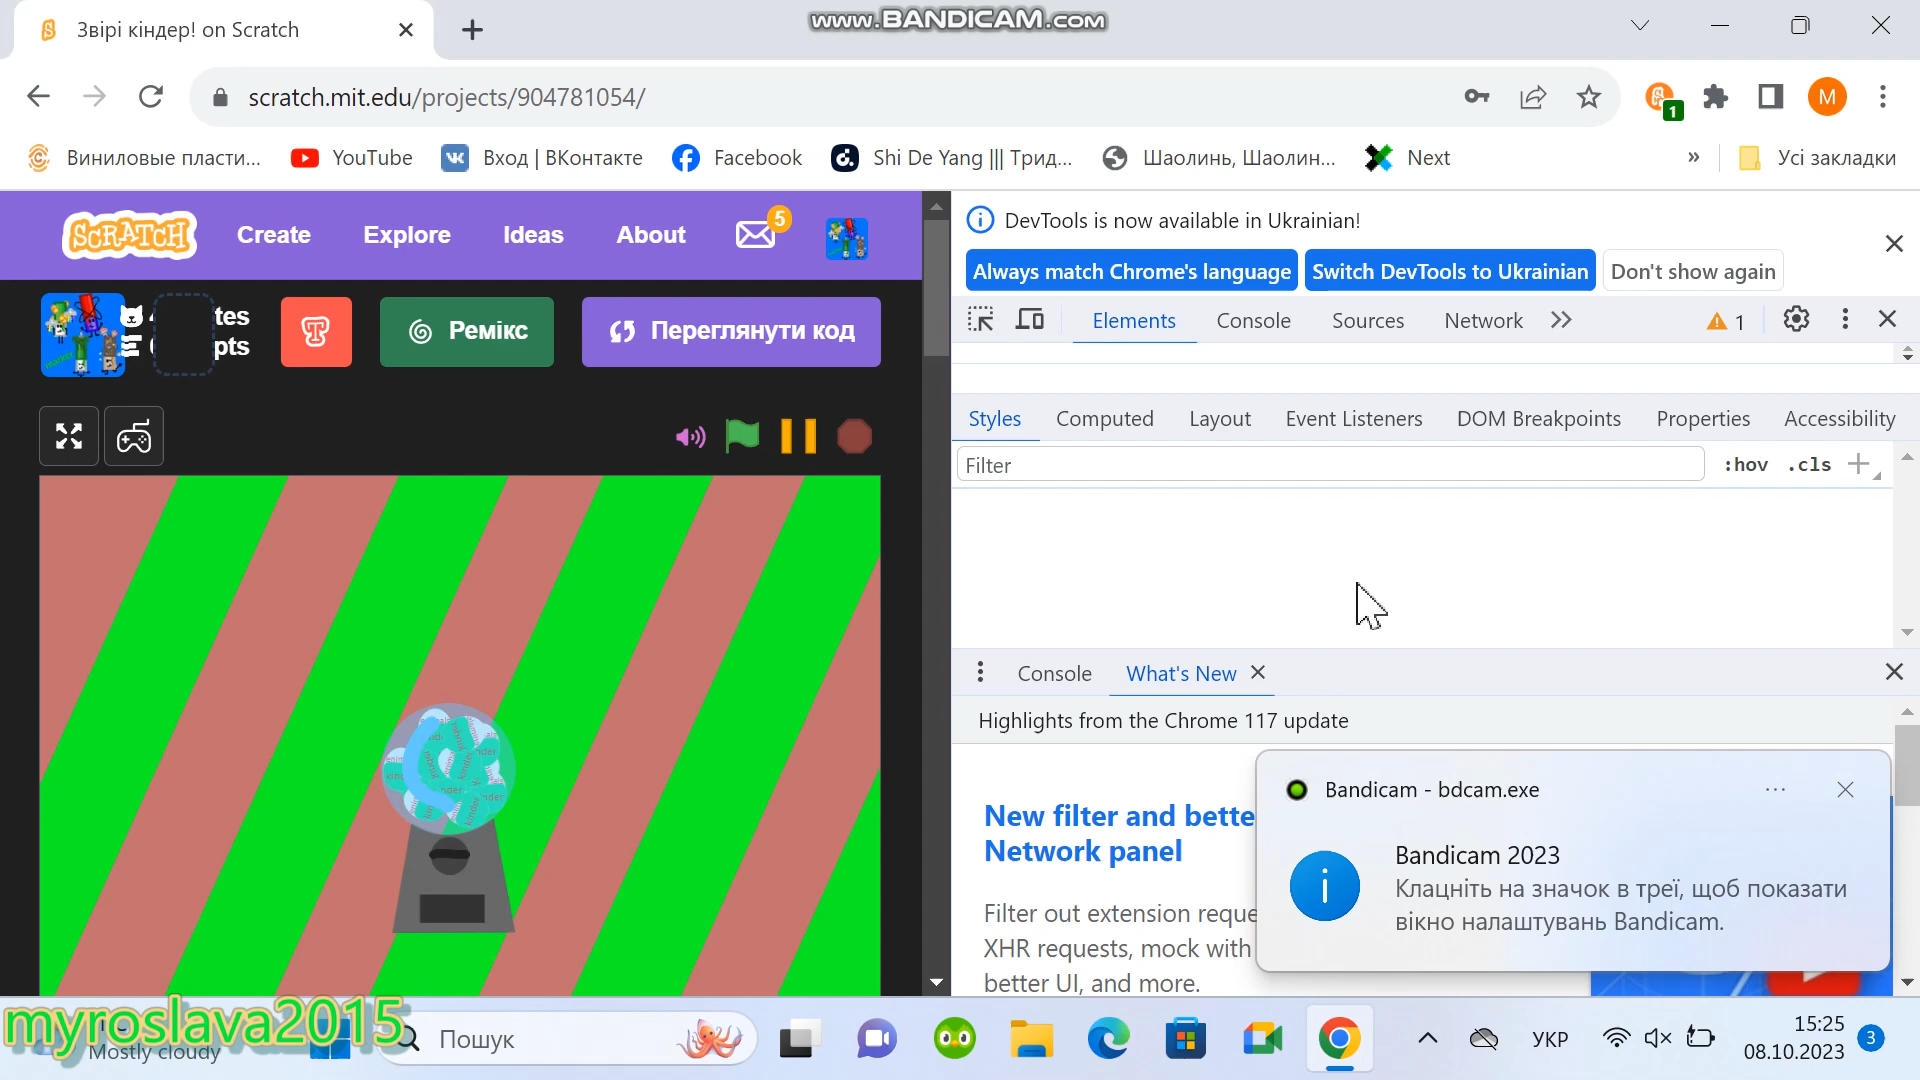 Звірі кіндер! on Scratch
www.BANDICAM.com
scratch.mit.edu/projects/904781054/
1
M
Виниловые пласти...
YouTube
Вход | ВКонтакте
Facebook
Shi De Yang ||| Трид...
Шаолинь, Шаолин...
Next
»
Усі закладки
SCRATCH
Create
Explore
Ideas
About
5
tes
pts
Ремікс
Переглянути код
DevTools is now available in Ukrainian!
Always match Chrome's language
Switch DevTools to Ukrainian
Don't show again
Elements
Console
Sources
Network
1
Styles
Computed
Layout
Event Listeners
DOM Breakpoints
Properties
Accessibility
Filter
:hov
.cls
Console
What's New
Highlights from the Chrome 117 update
New filter and bette
Network panel
Filter out extension reque
XHR requests, mock with
better UI, and more.
Bandicam - bdcam.exe
Bandicam 2023
Клацніть на значок в треї, щоб показати
вікно налаштувань Bandicam.
myroslava2015
Mostly cloudy
Пошук
УКР
15:25
08.10.2023
3